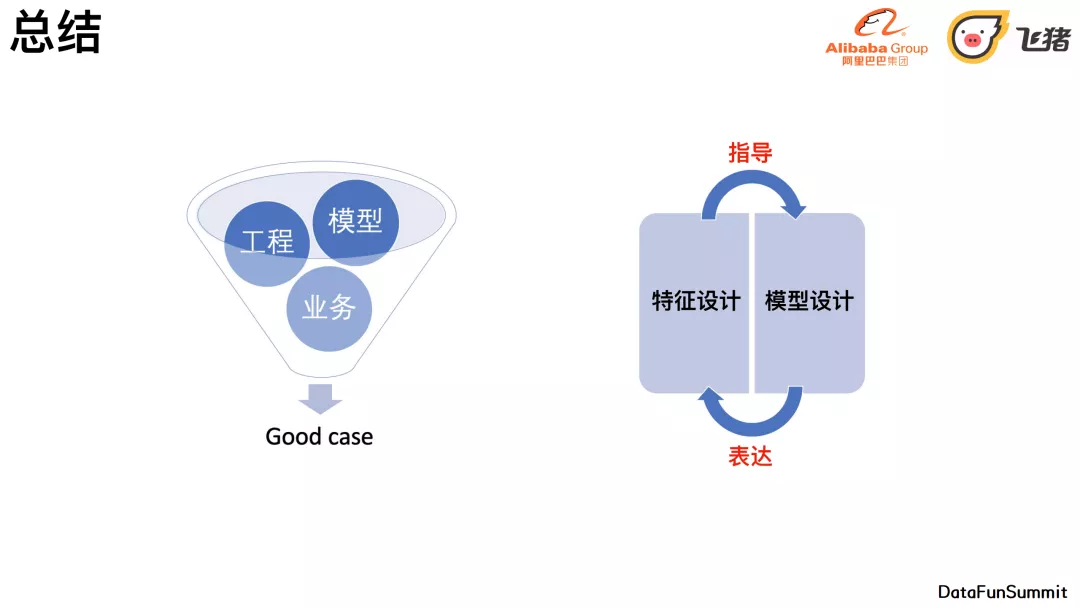 总结
Alibaba Group
阿里巴巴集团
飞猪
工程
模型
业务
Good case
指导
特征设计
模型设计
表达
DataFunSummit